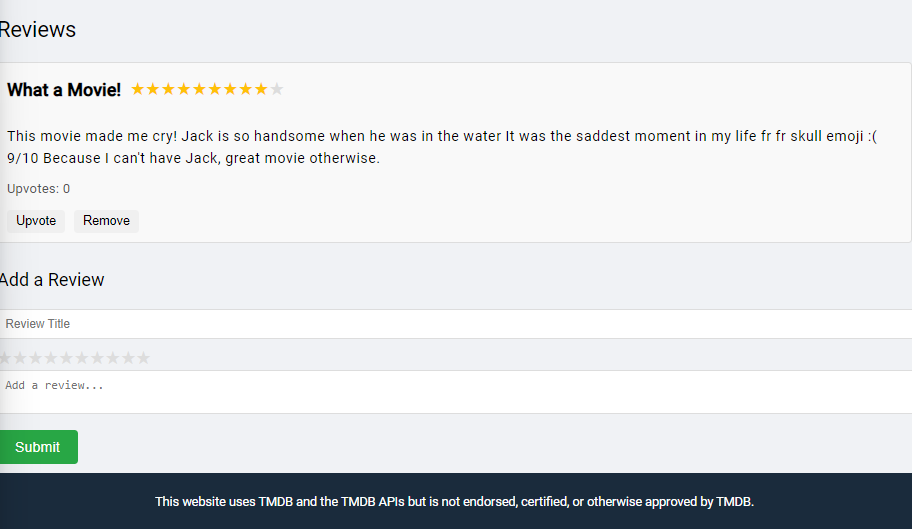 Reviews
What a Movie!
This movie made me cry! Jack is so handsome when he was in the water It was the saddest moment in my life fr fr skull emoji :(
9/10 Because I can't have Jack, great movie otherwise.
Upvotes: 0
Upvote Remove
Add a Review
Review Title
Add a review...
Submit
This website uses TMDB and the TMDB APIs but is not endorsed, certified, or otherwise approved by TMDB.